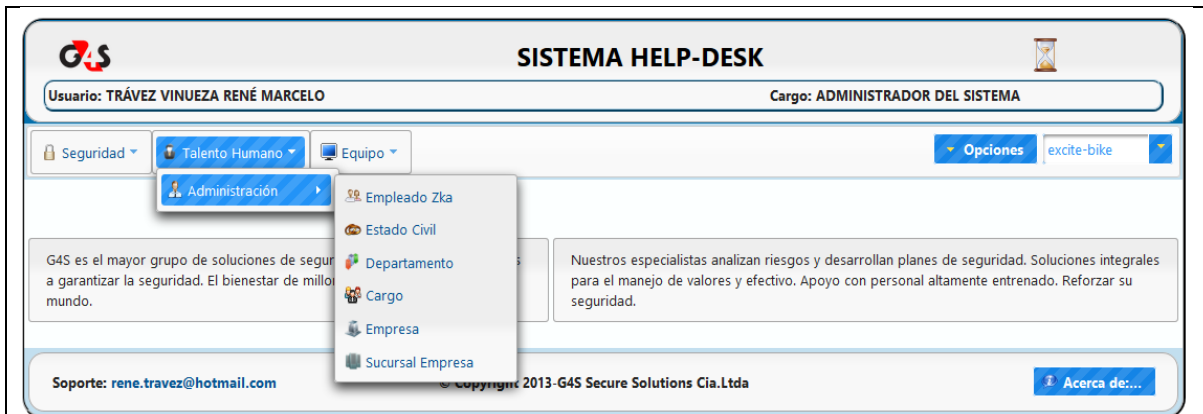 G4S
SISTEMA HELP-DESK
Usuario: TRÁVEZ VINUEZA RENÉ MARCELO
Cargo: ADMINISTRADOR DEL SISTEMA
Seguridad
Talento Humano
Equipo
Opciones
excite-bike
Administración
Empleado Zka
Estado Civil
Departamento
Cargo
Empresa
Sucursal Empresa
G4S es el mayor grupo de soluciones de segur
a garantizar la seguridad. El bienestar de millo
mundo.
Nuestros especialistas analizan riesgos y desarrollan planes de seguridad. Soluciones integrales
para el manejo de valores y efectivo. Apoyo con personal altamente entrenado. Reforzar su
seguridad.
Soporte: rene.travez@hotmail.com
© Copyright 2013-G4S Secure Solutions Cia.Ltda
Acerca de:...